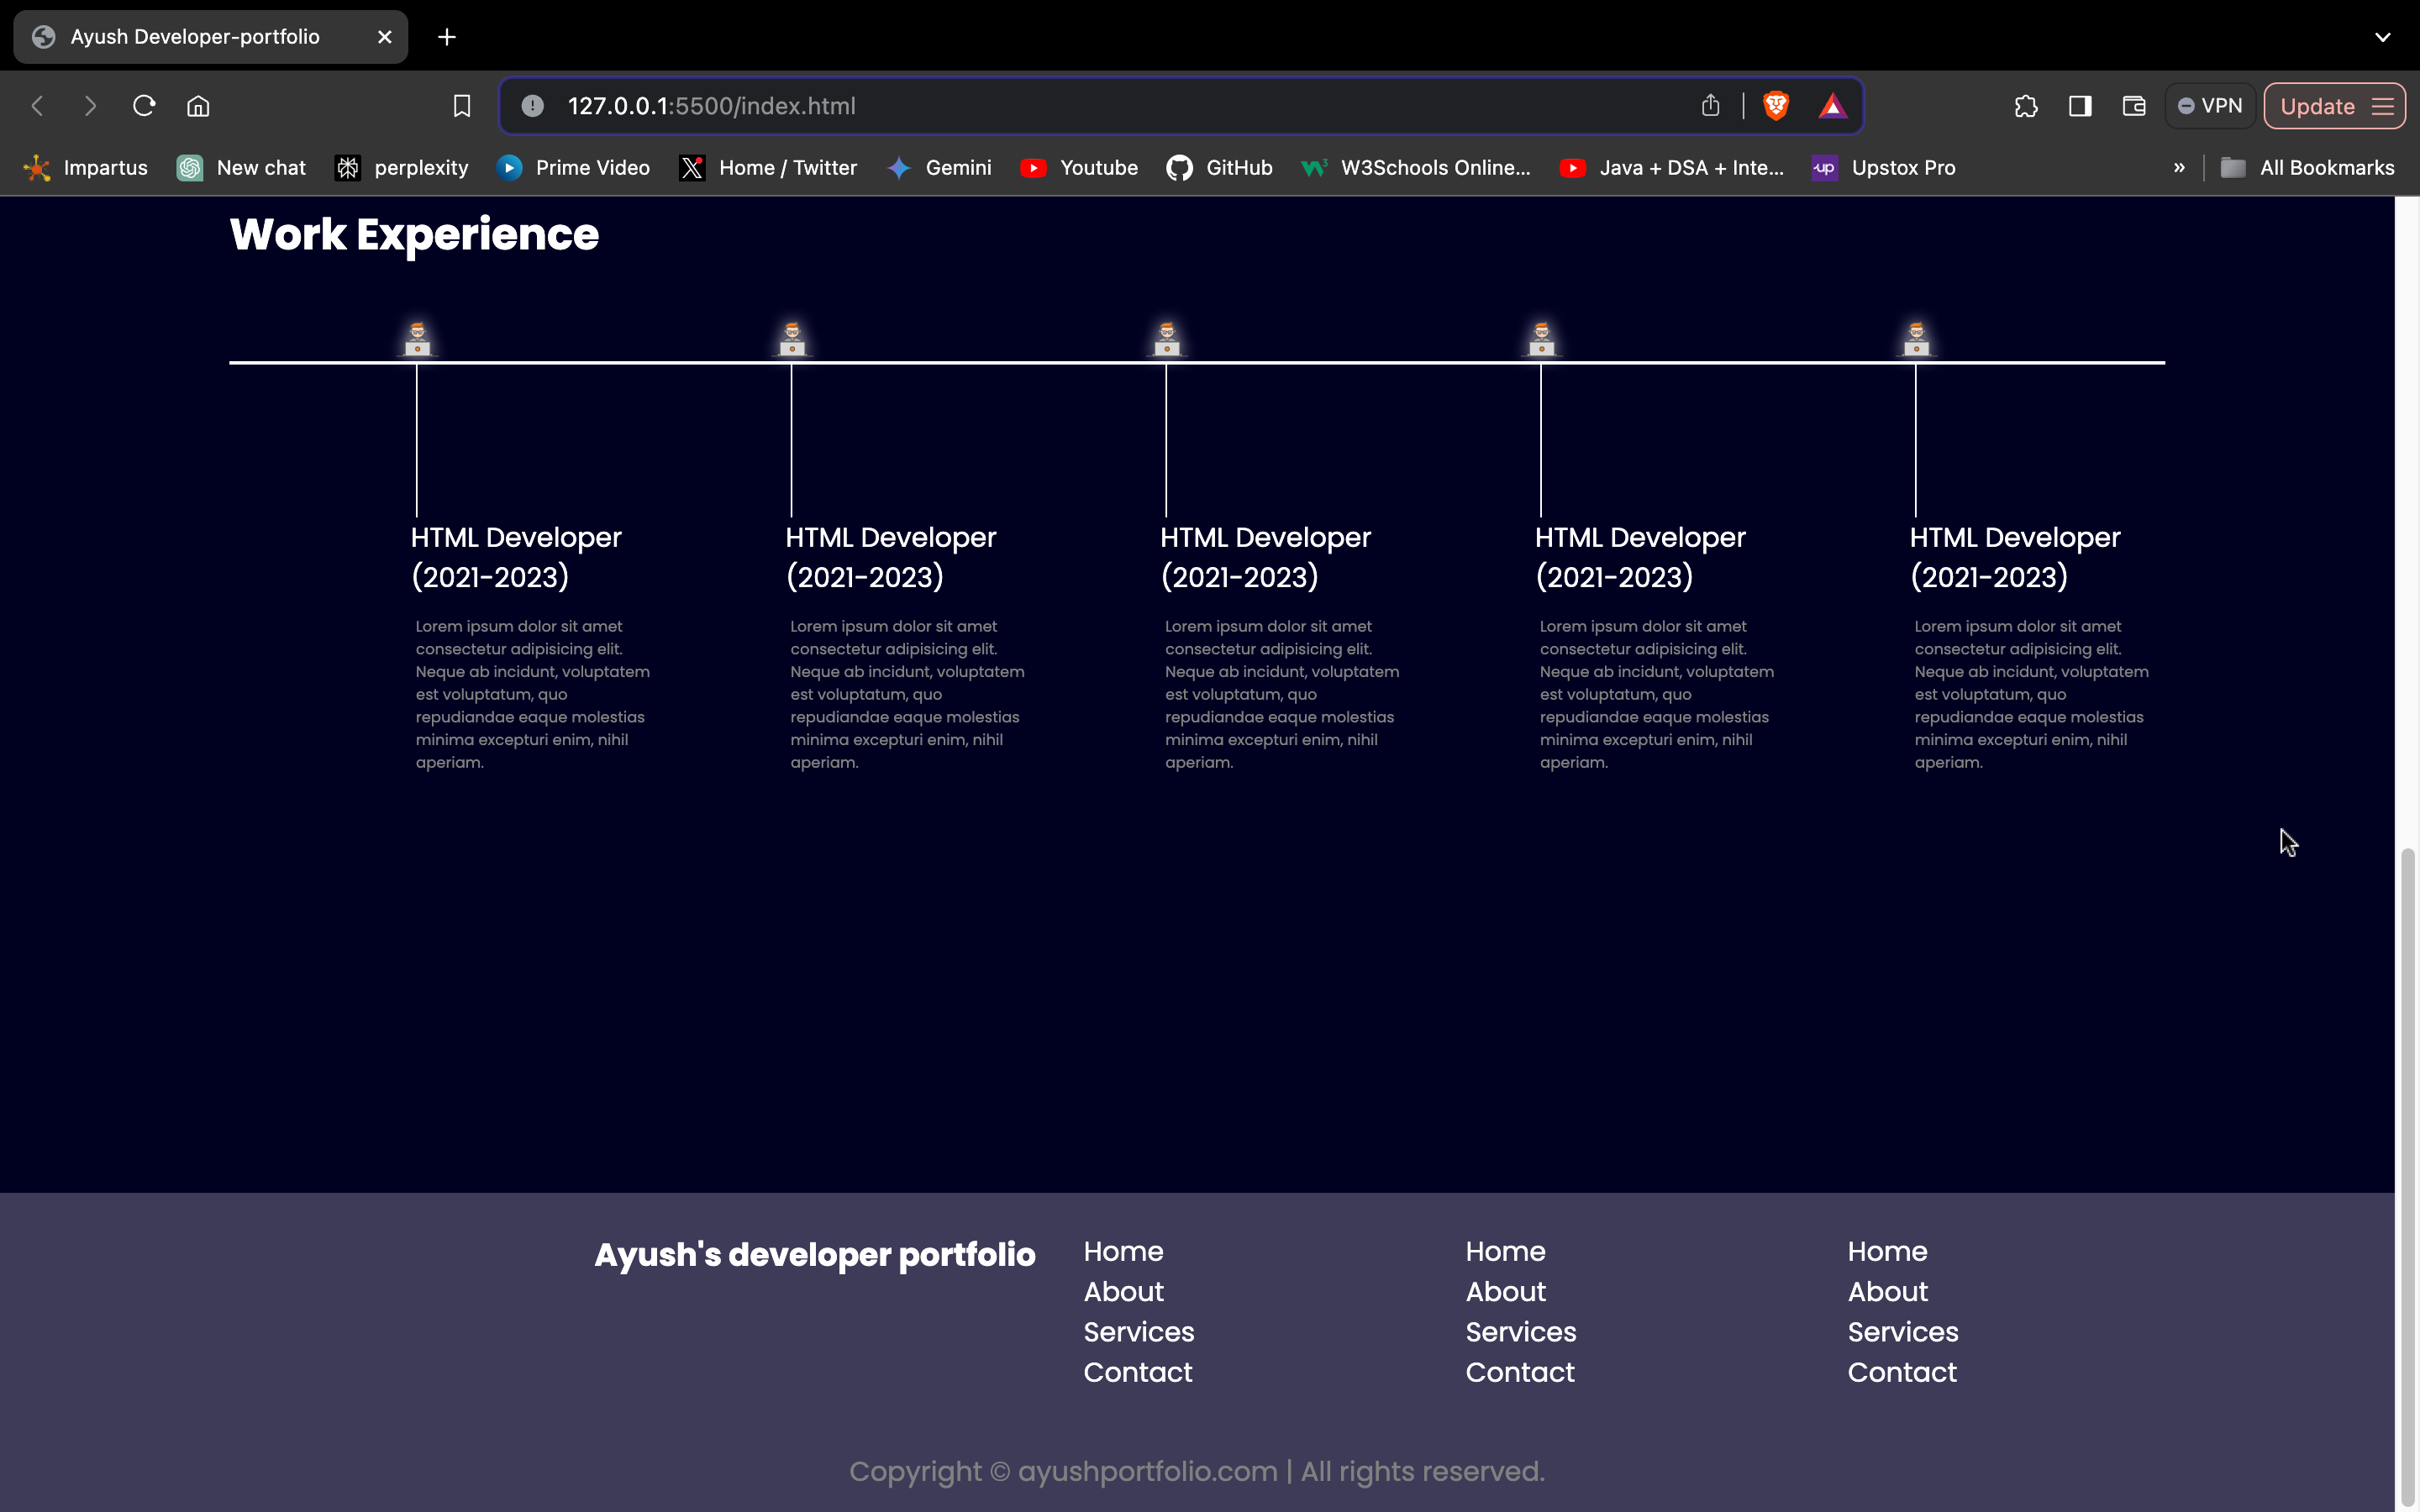 Ayush Developer-portfolio
127.0.0.1:5500/index.html
VPN
Update
Impartus
New chat
perplexity
Prime Video
Home / Twitter
Gemini
Youtube
GitHub
W3Schools Online...
Java + DSA + Inte...
up
Upstox Pro
»
All Bookmarks
Work Experience
HTML Developer
(2021-2023)
Lorem ipsum dolor sit amet
consectetur adipisicing elit.
Neque ab incidunt, voluptatem
est voluptatum, quo
repudiandae eaque molestias
minima excepturi enim, nihil
aperiam.
HTML Developer
(2021-2023)
Lorem ipsum dolor sit amet
consectetur adipisicing elit.
Neque ab incidunt, voluptatem
est voluptatum, quo
repudiandae eaque molestias
minima excepturi enim, nihil
aperiam.
HTML Developer
(2021-2023)
Lorem ipsum dolor sit amet
consectetur adipisicing elit.
Neque ab incidunt, voluptatem
est voluptatum, quo
repudiandae eaque molestias
minima excepturi enim, nihil
aperiam.
HTML Developer
(2021-2023)
Lorem ipsum dolor sit amet
consectetur adipisicing elit.
Neque ab incidunt, voluptatem
est voluptatum, quo
repudiandae eaque molestias
minima excepturi enim, nihil
aperiam.
HTML Developer
(2021-2023)
Lorem ipsum dolor sit amet
consectetur adipisicing elit.
Neque ab incidunt, voluptatem
est voluptatum, quo
repudiandae eaque molestias
minima excepturi enim, nihil
aperiam.
Ayush's developer portfolio
Home
About
Services
Contact
Home
About
Services
Contact
Home
About
Services
Contact
Copyright © ayushportfolio.com | All rights reserved.